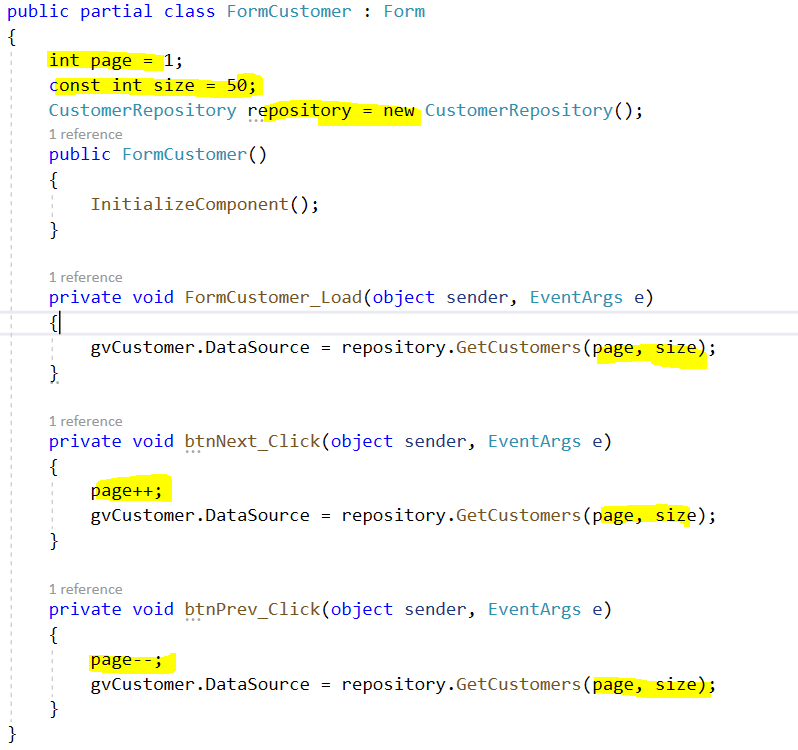 public partial class FormCustomer : Form
{
int page = 1;
const int size = 50;
CustomerRepository repository = new CustomerRepository();
1 reference
public FormCustomer()
{
InitializeComponent();
}
1 reference
private void FormCustomer_Load(object sender, EventArgs e)
{
gvCustomer.DataSource = repository.GetCustomers(page, size);
}
1 reference
private void btnNext_Click(object sender, EventArgs e)
{
page++;
gvCustomer.DataSource = repository.GetCustomers(page, size);
}
1 reference
private void btnPrev_Click(object sender, EventArgs e)
{
page--;
gvCustomer.DataSource = repository.GetCustomers(page, size);
}
}